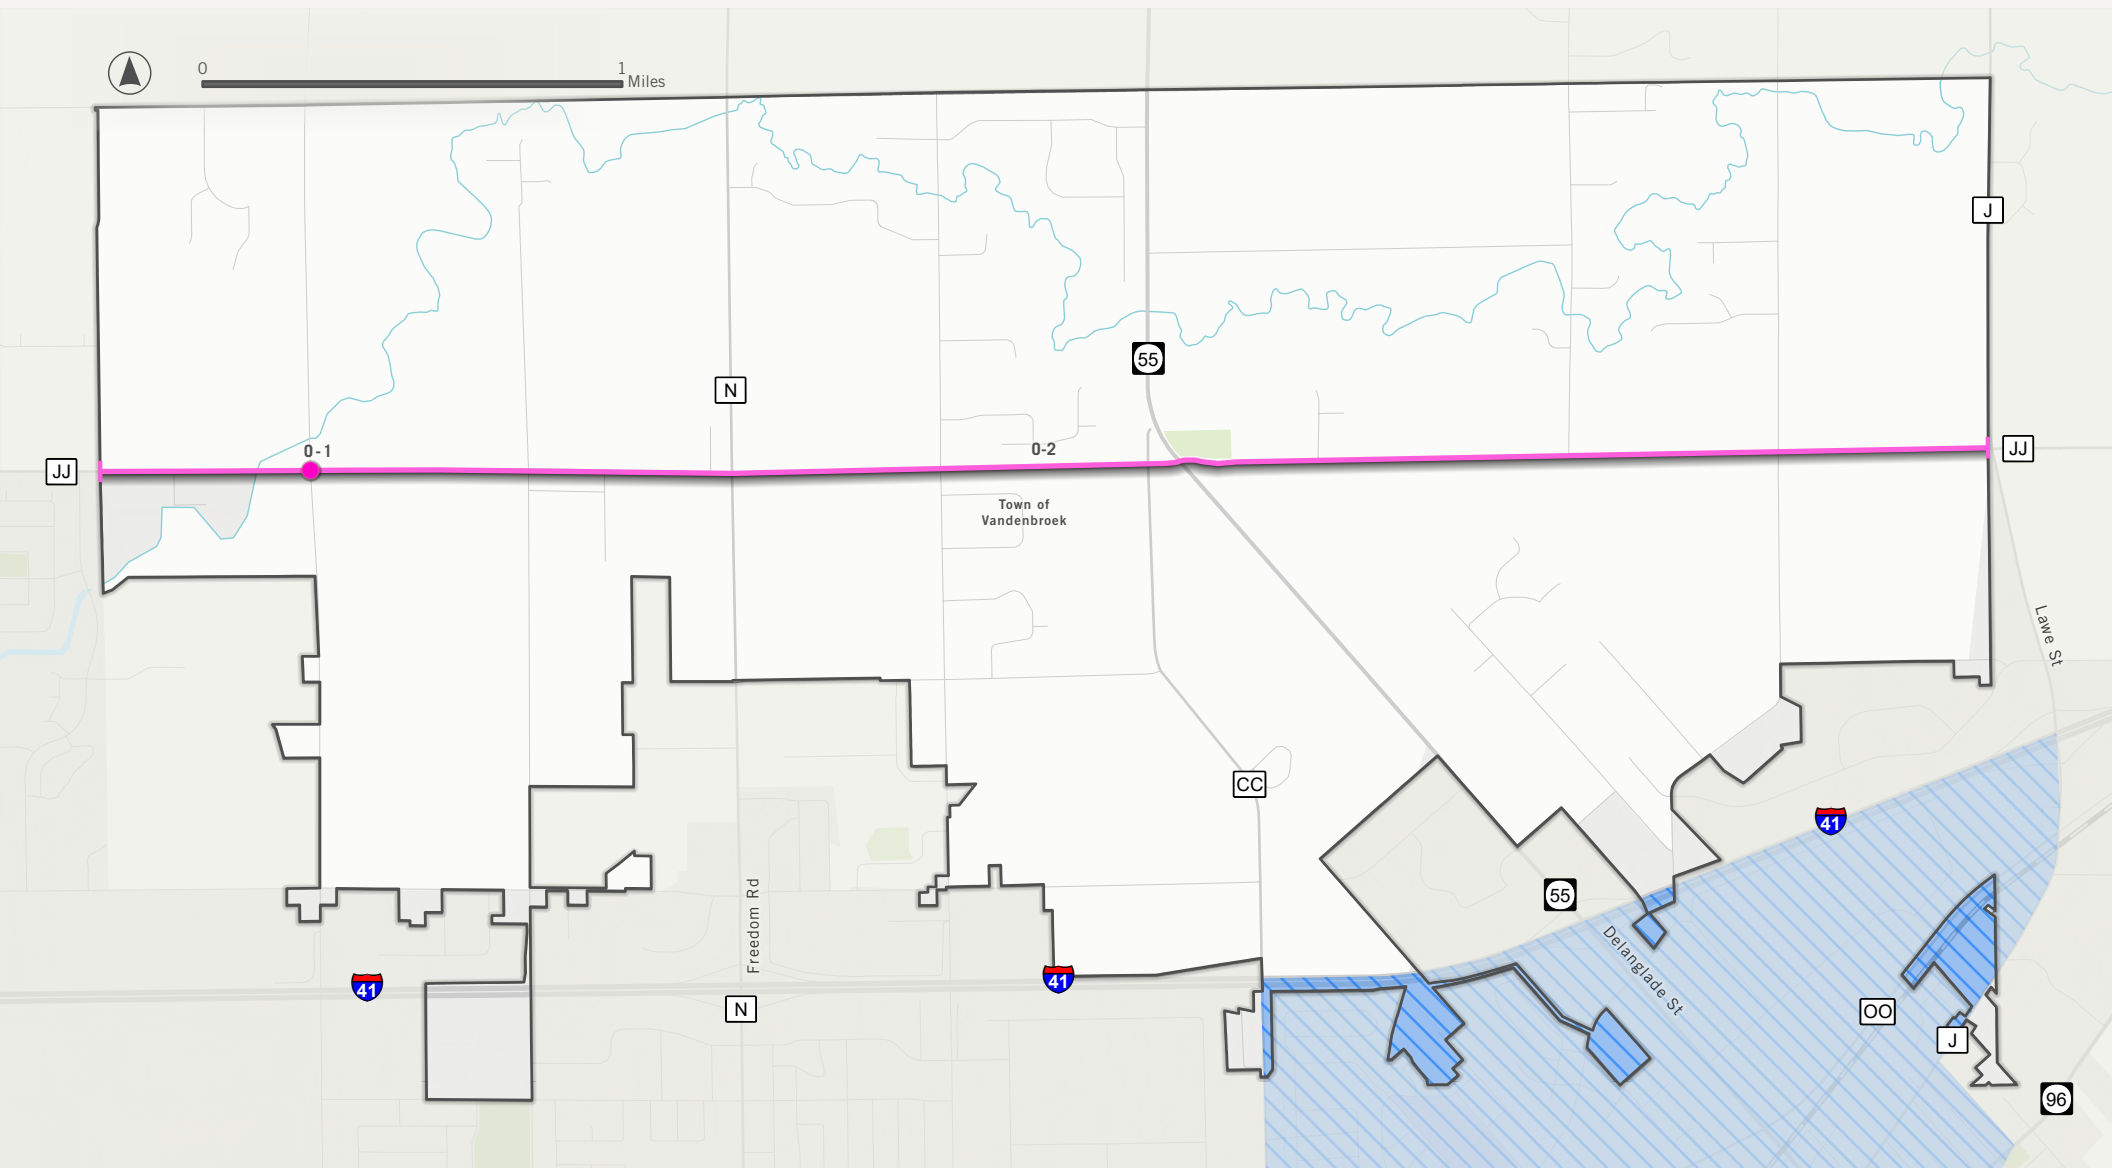 0
1
Miles
J
55
N
0-1
0-2
JJ
JJ
Town of
Vandenbroek
Lawe St
CC
41
55
Freedom Rd
Delanglade St
41
41
N
OO
J
96